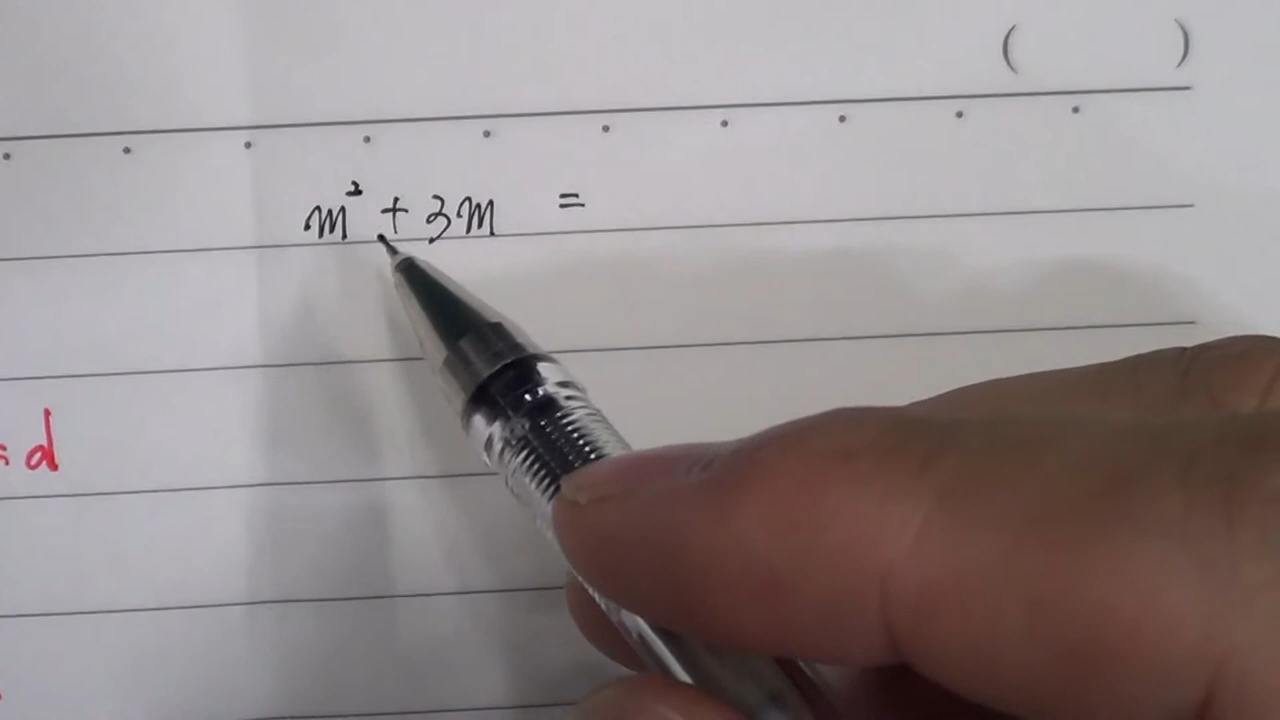 ( )
m² + 3m =
d